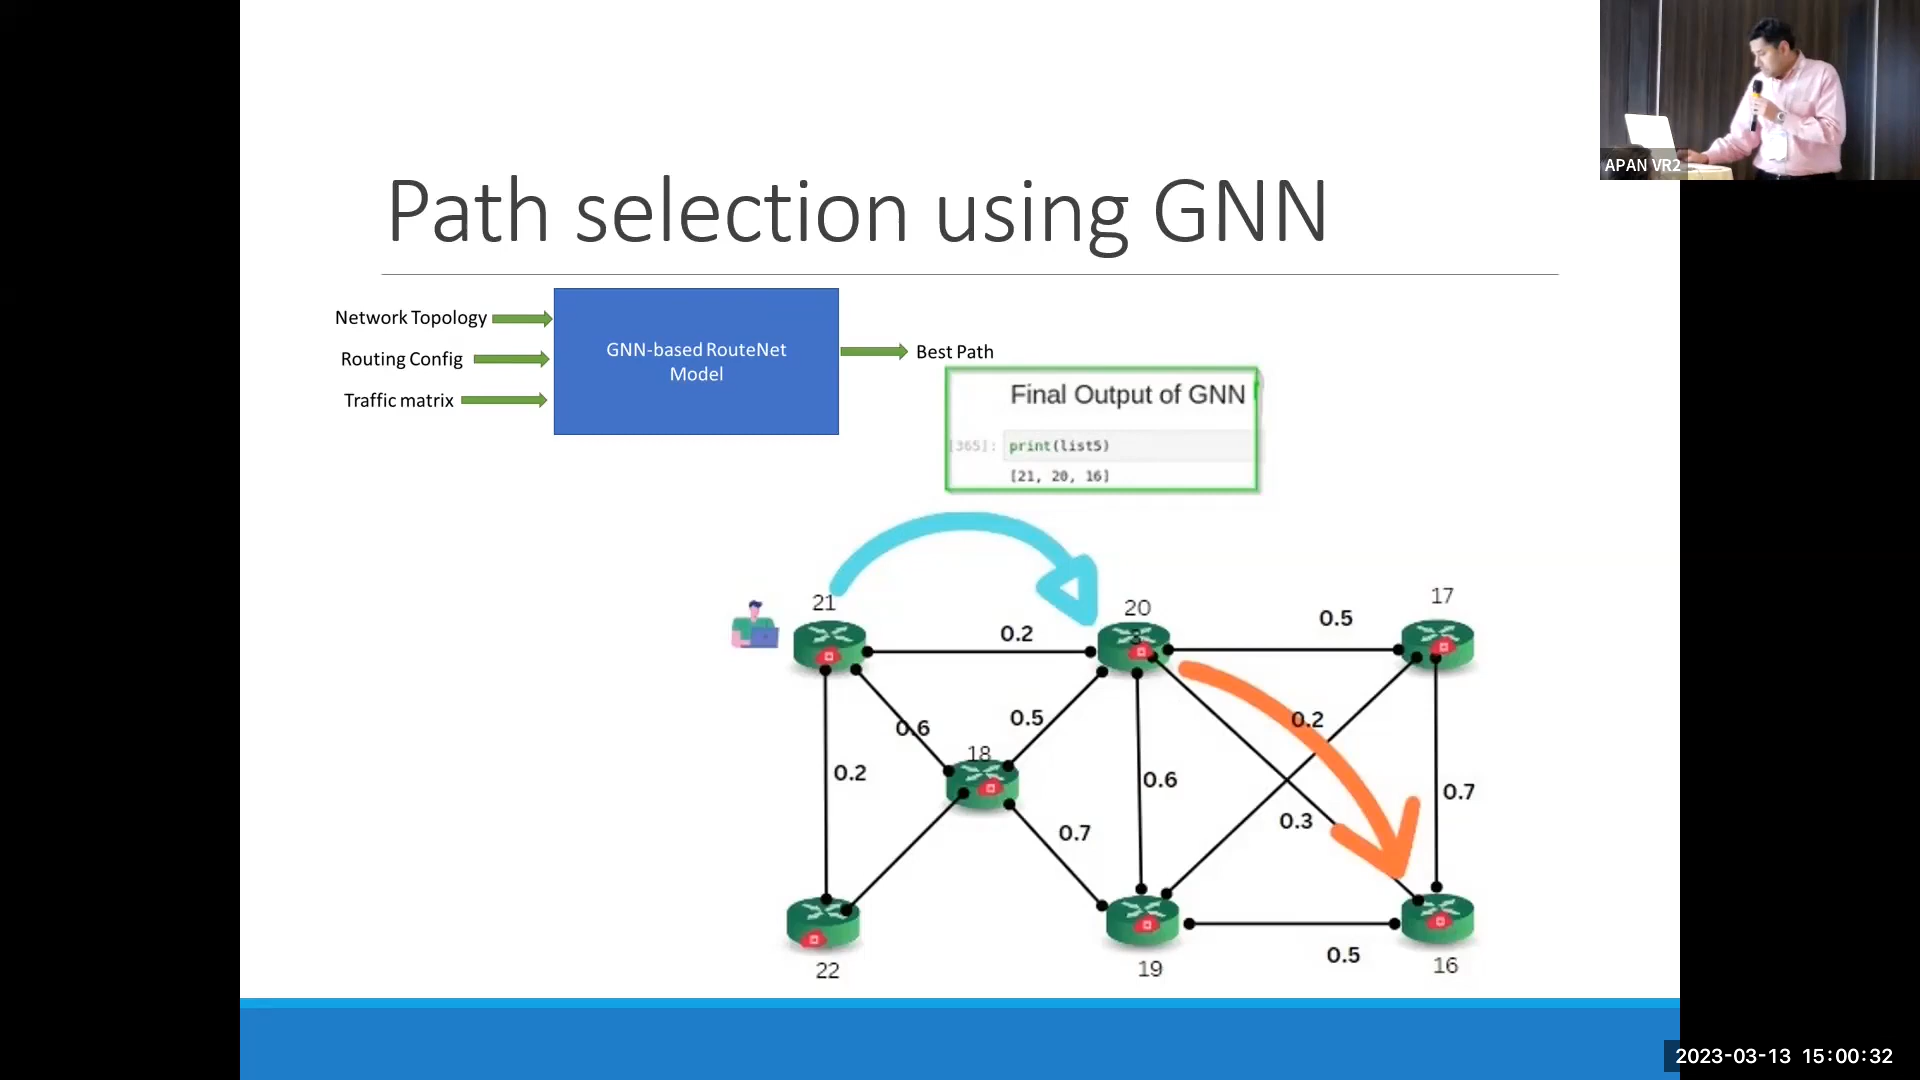 APAN VR2
Path selection using GNN
Network Topology
Routing Config
Traffic matrix
GNN-based RouteNet
Model
Best Path
Final Output of GNN
[365]: print(list5)
[21, 20, 16]
21
20
17
0.2
0.5
0.6
0.5
0.2
18
0.2
0.6
0.7
0.3
0.7
0.5
22
19
16
2023-03-13 15:00:32